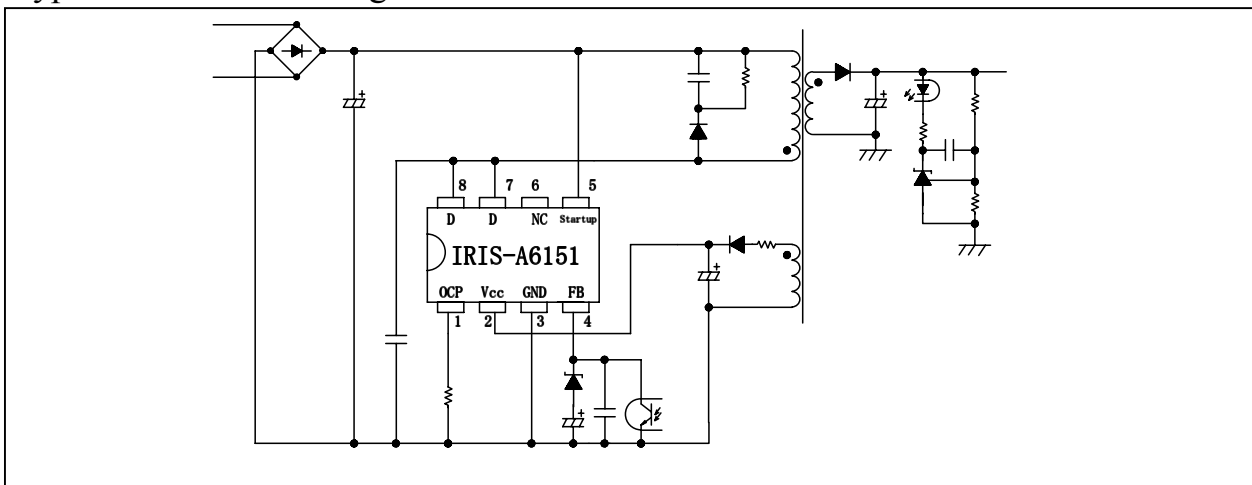 +
+
8 7 6 5
D D NC Startup
IRIS-A6151
+
OCP Vcc GND FB
1 2 3 4
+